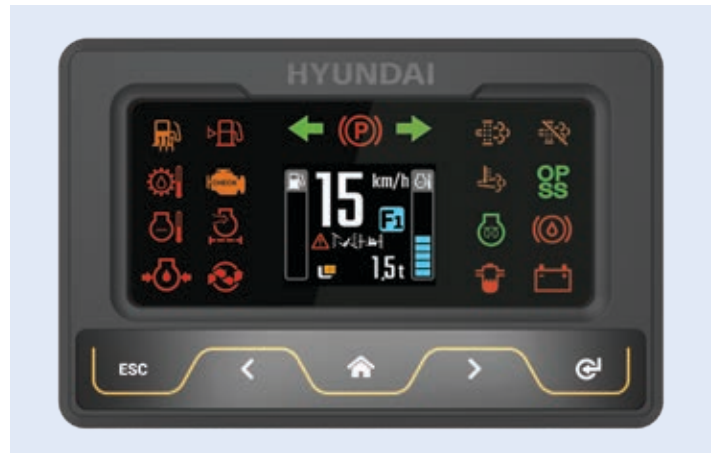 HYUNDAI
(P)
OP
SS
CHECK
15 km/h
F1
1,5t
ESC